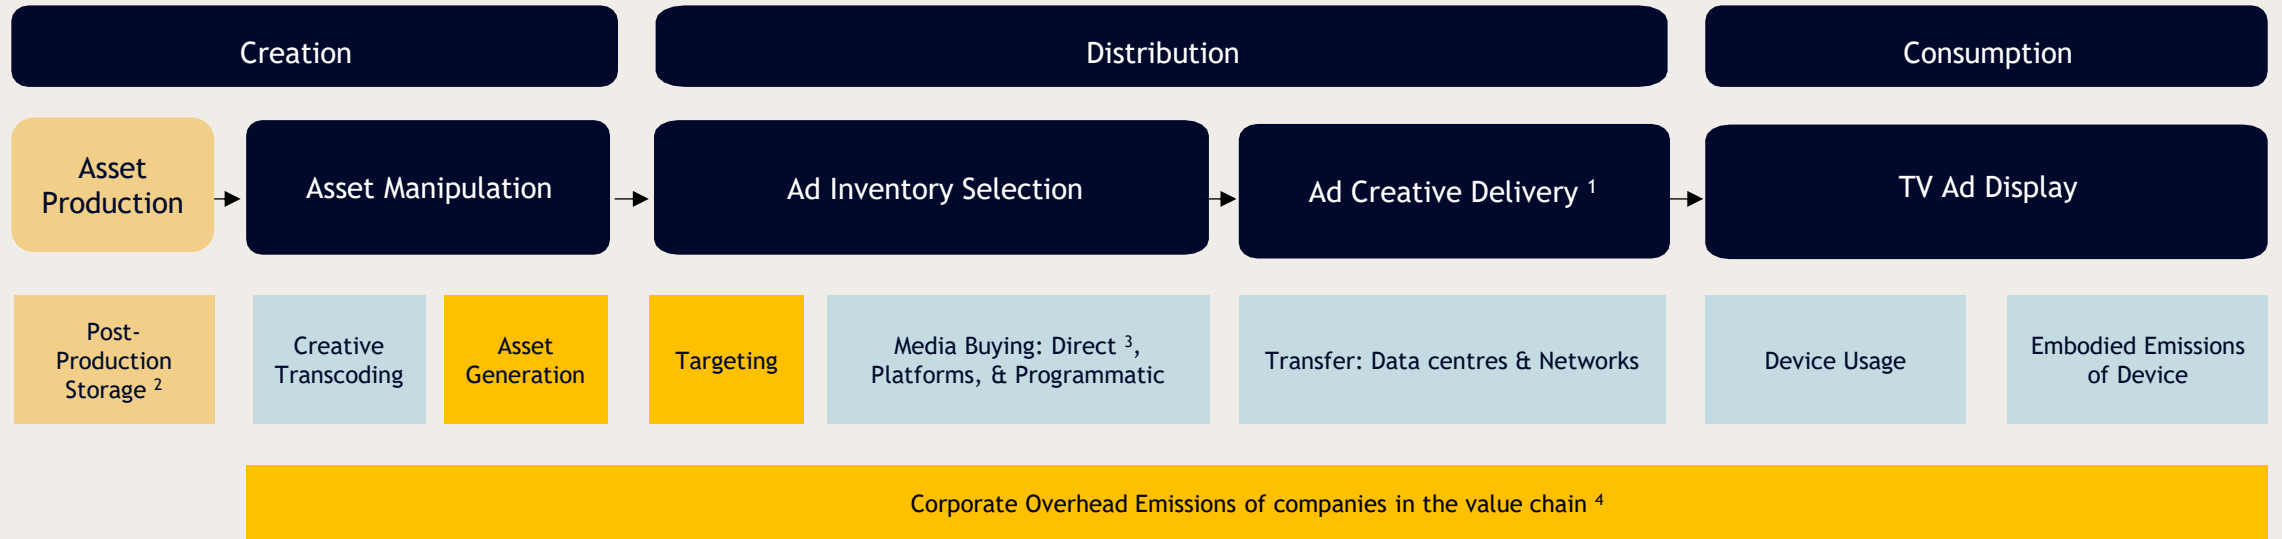 Creation
Distribution
Consumption
Asset
Production
Asset Manipulation
Ad Inventory Selection
Ad Creative Delivery ¹
TV Ad Display
Post-
Production
Storage ²
Creative
Transcoding
Asset
Generation
Targeting
Media Buying: Direct ³,
Platforms, & Programmatic
Transfer: Data centres & Networks
Device Usage
Embodied Emissions
of Device
Corporate Overhead Emissions of companies in the value chain ⁴